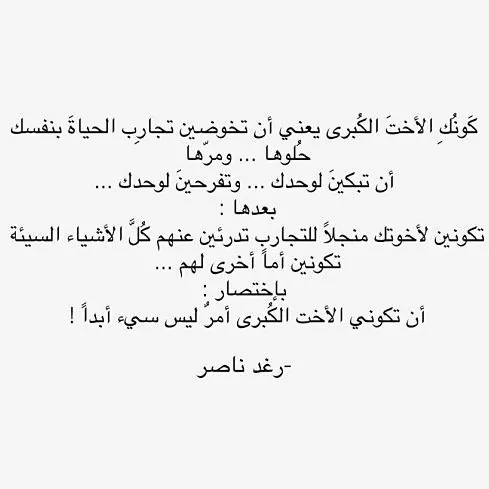 كَونُكِ الأختَ الكُبرى يعني أن تخوضين تجارِب الحياةَ بنفسك
حُلوها ... ومرّها
أن تبكينَ لوحدك ... وتفرحينَ لوحدك ...
بعدها :
تكونين لأخوتك منجلاً للتجارب تدرئين عنهم كُلَّ الأشياء السيئة
تكونين أماً أخرى لهم ...
بإختصار :
أن تكوني الأخت الكُبرى أمرٌ ليس سيء أبداً !
-رغد ناصر